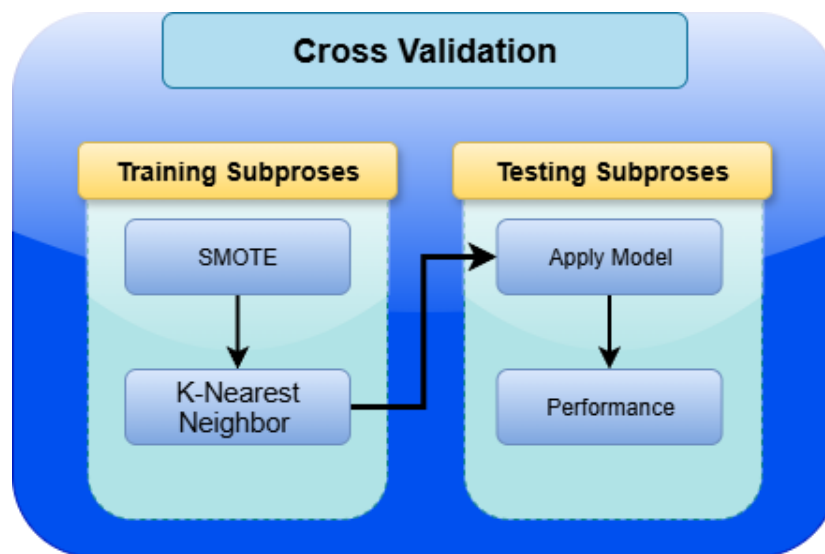 Cross Validation
Training Subproses
Testing Subproses
SMOTE
K-Nearest
Neighbor
Apply Model
Performance